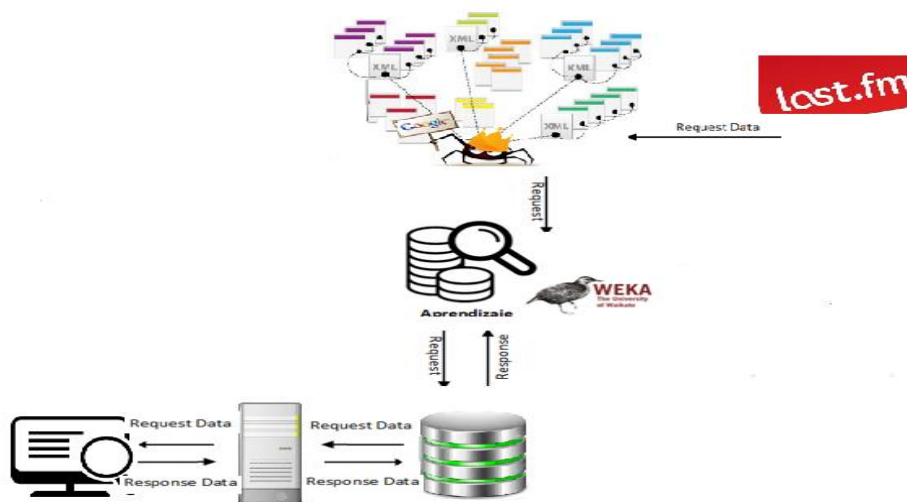 XML
XML
XML
XML
last.fm
Google
Request Data
Request
Aprendizaje
WEKA
The University
of Waikato
Request
Response
Request Data
Request Data
Response Data
Response Data